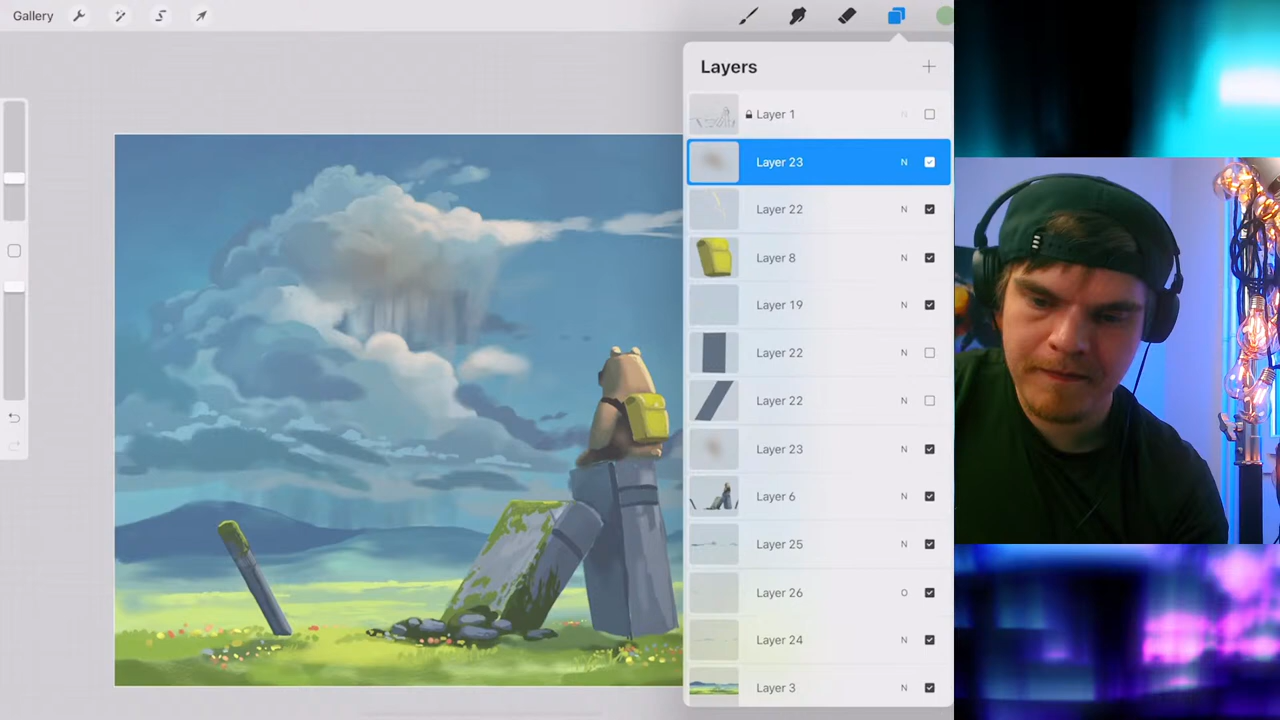 Gallery
Layers
Layer 1 N
Layer 23 N
Layer 22 N
Layer 8 N
Layer 19 N
Layer 22 N
Layer 22 N
Layer 23 N
Layer 6 N
Layer 25 N
Layer 26 O
Layer 24 N
Layer 3 N